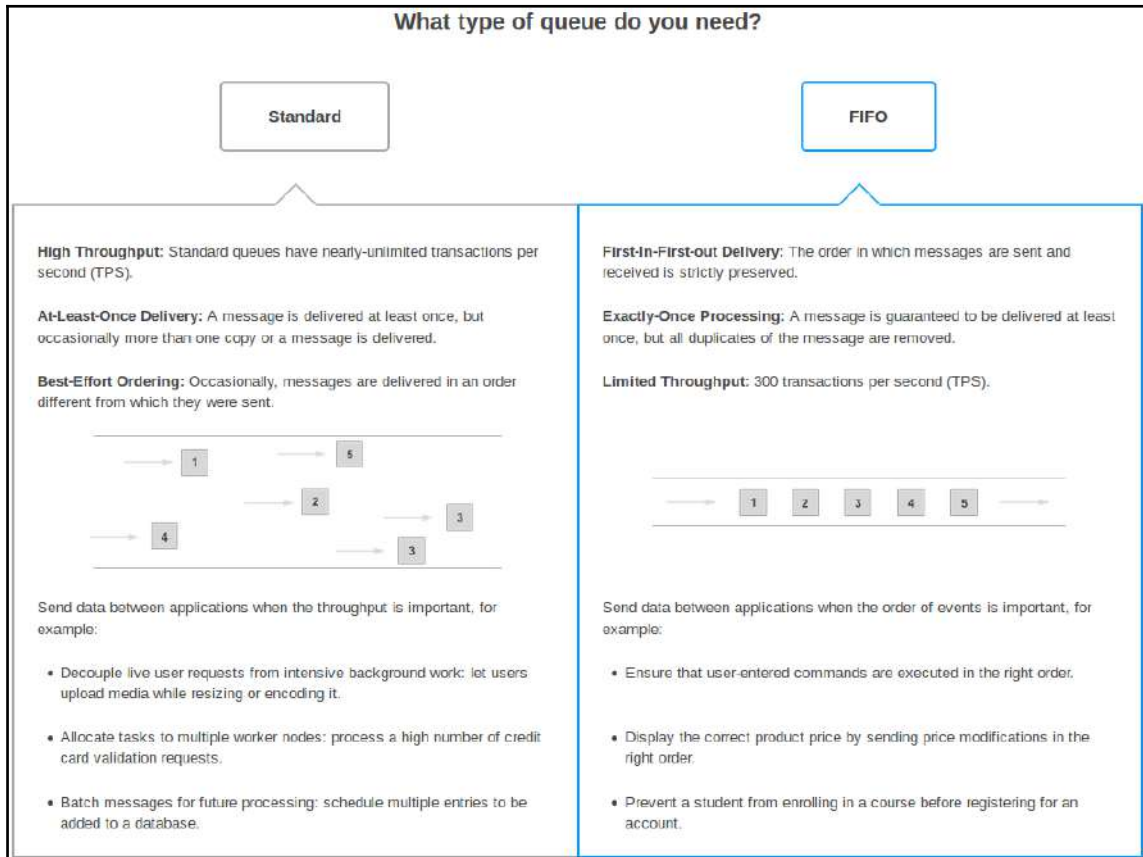 What type of queue do you need?
Standard
High Throughput: Standard queues have nearly-unlimited transactions per
second (TPS).
At-Least-Once Delivery: A message is delivered at least once, but
occasionally more than one copy or a message is delivered.
Best-Effort Ordering: Occasionally, messages are delivered in an order
different from which they were sent.
1
5
2
3
4
3
Send data between applications when the throughput is important, for
example:
• Decouple live user requests from intensive background work: let users
upload media while resizing or encoding it.
• Allocate tasks to multiple worker nodes: process a high number of credit
card validation requests.
• Batch messages for future processing: schedule multiple entries to be
added to a database.
FIFO
First-In-First-out Delivery: The order in which messages are sent and
received is strictly preserved.
Exactly-Once Processing: A message is guaranteed to be delivered at least
once, but all duplicates of the message are removed.
Limited Throughput: 300 transactions per second (TPS).
1 2 3 4 5
Send data between applications when the order of events is important, for
example:
• Ensure that user-entered commands are executed in the right order.
• Display the correct product price by sending price modifications in the
right order.
• Prevent a student from enrolling in a course before registering for an
account.